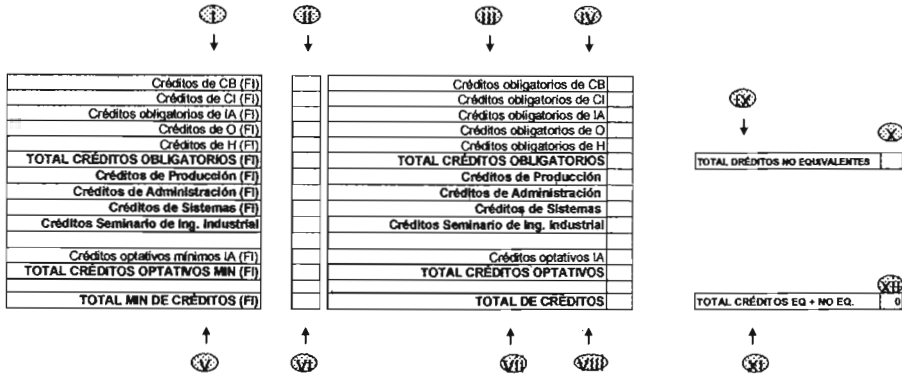 I II III IV
Créditos de CB (FI) Créditos obligatorios de CB
Créditos de CI (FI) Créditos obligatorios de CI
Créditos obligatorios de IA (FI) Créditos obligatorios de IA
Créditos de O (FI) Créditos obligatorios de O
Créditos de H (FI) Créditos obligatorios de H
TOTAL CRÉDITOS OBLIGATORIOS (FI) TOTAL CRÉDITOS OBLIGATORIOS
Créditos de Producción (FI) Créditos de Producción
Créditos de Administración (FI) Créditos de Administración
Créditos de Sistemas (FI) Créditos de Sistemas
Créditos Seminario de Ing. Industrial Créditos Seminario de Ing. Industrial
Créditos optativos mínimos IA (FI) Créditos optativos IA
TOTAL CRÉDITOS OPTATIVOS MIN (FI) TOTAL CRÉDITOS OPTATIVOS
TOTAL MIN DE CRÉDITOS (FI) TOTAL DE CRÉDITOS
IX
X
TOTAL DRÉDITOS NO EQUIVALENTES
XII
TOTAL CRÉDITOS EQ + NO EQ. 0
V VI VII VIII XI